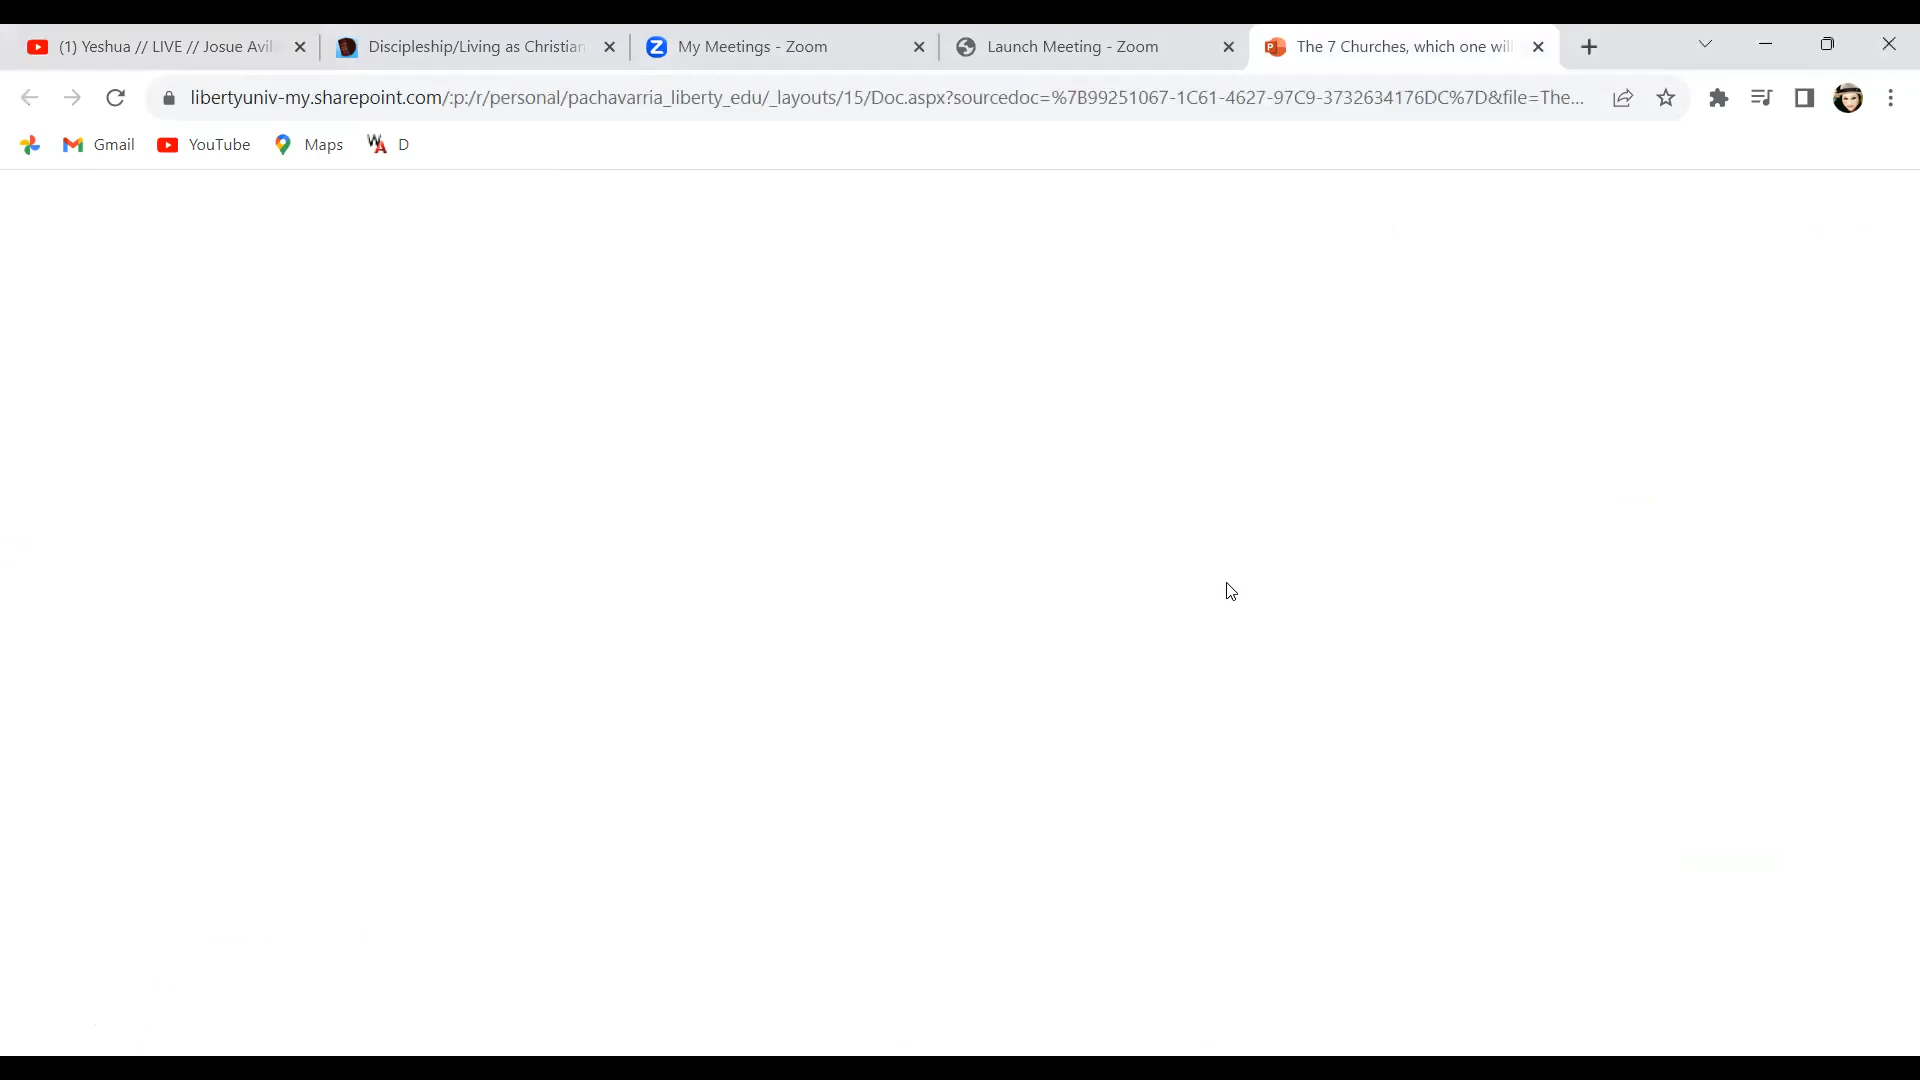 (1) Yeshua // LIVE // Josue Avil
Discipleship/Living as Christian
My Meetings - Zoom
Launch Meeting - Zoom
The 7 Churches, which one wil
libertyuniv-my.sharepoint.com/:p:/r/personal/pachavarria_liberty_edu/_layouts/15/Doc.aspx?sourcedoc=%7B99251067-1C61-4627-97C9-3732634176DC%7D&file=The...
Gmail
YouTube
Maps
D